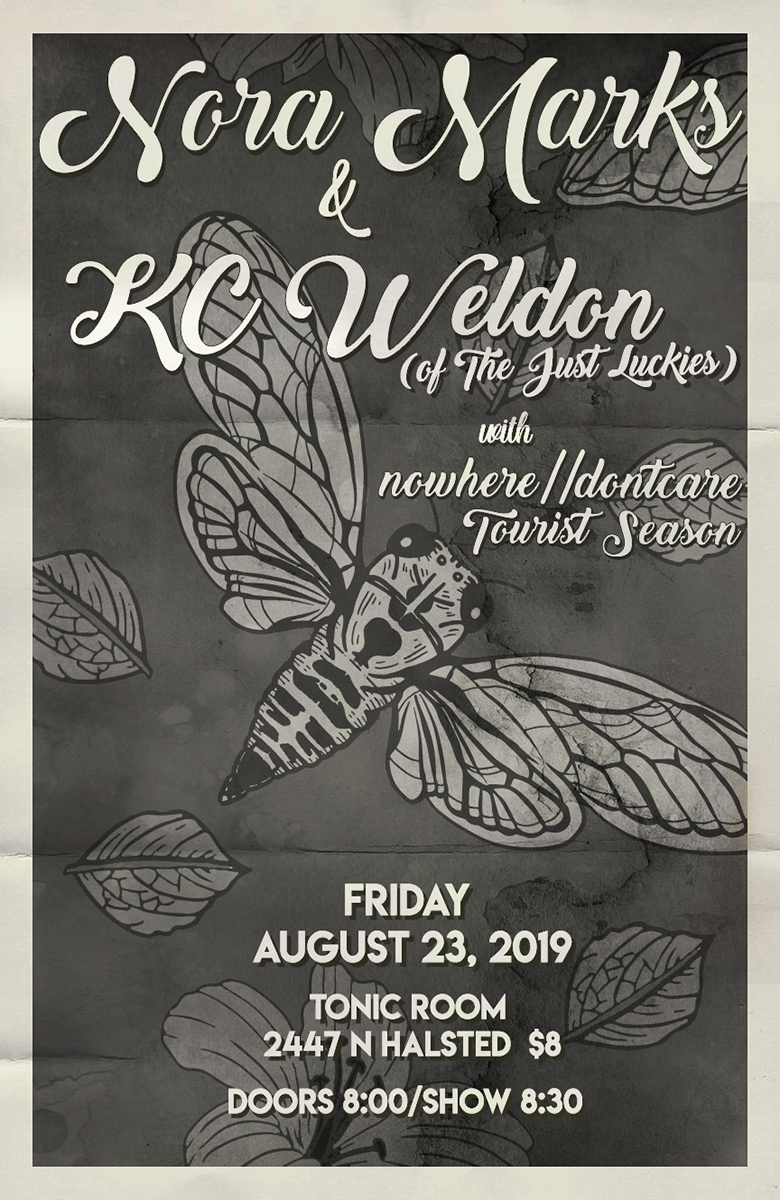 Nora Marks
&
KC Weldon
(of The Just Luckies)
with
nowhere//dontcare
Tourist Season
FRIDAY
AUGUST 23, 2019
TONIC ROOM
2447 N HALSTED $8
DOORS 8:00/SHOW 8:30